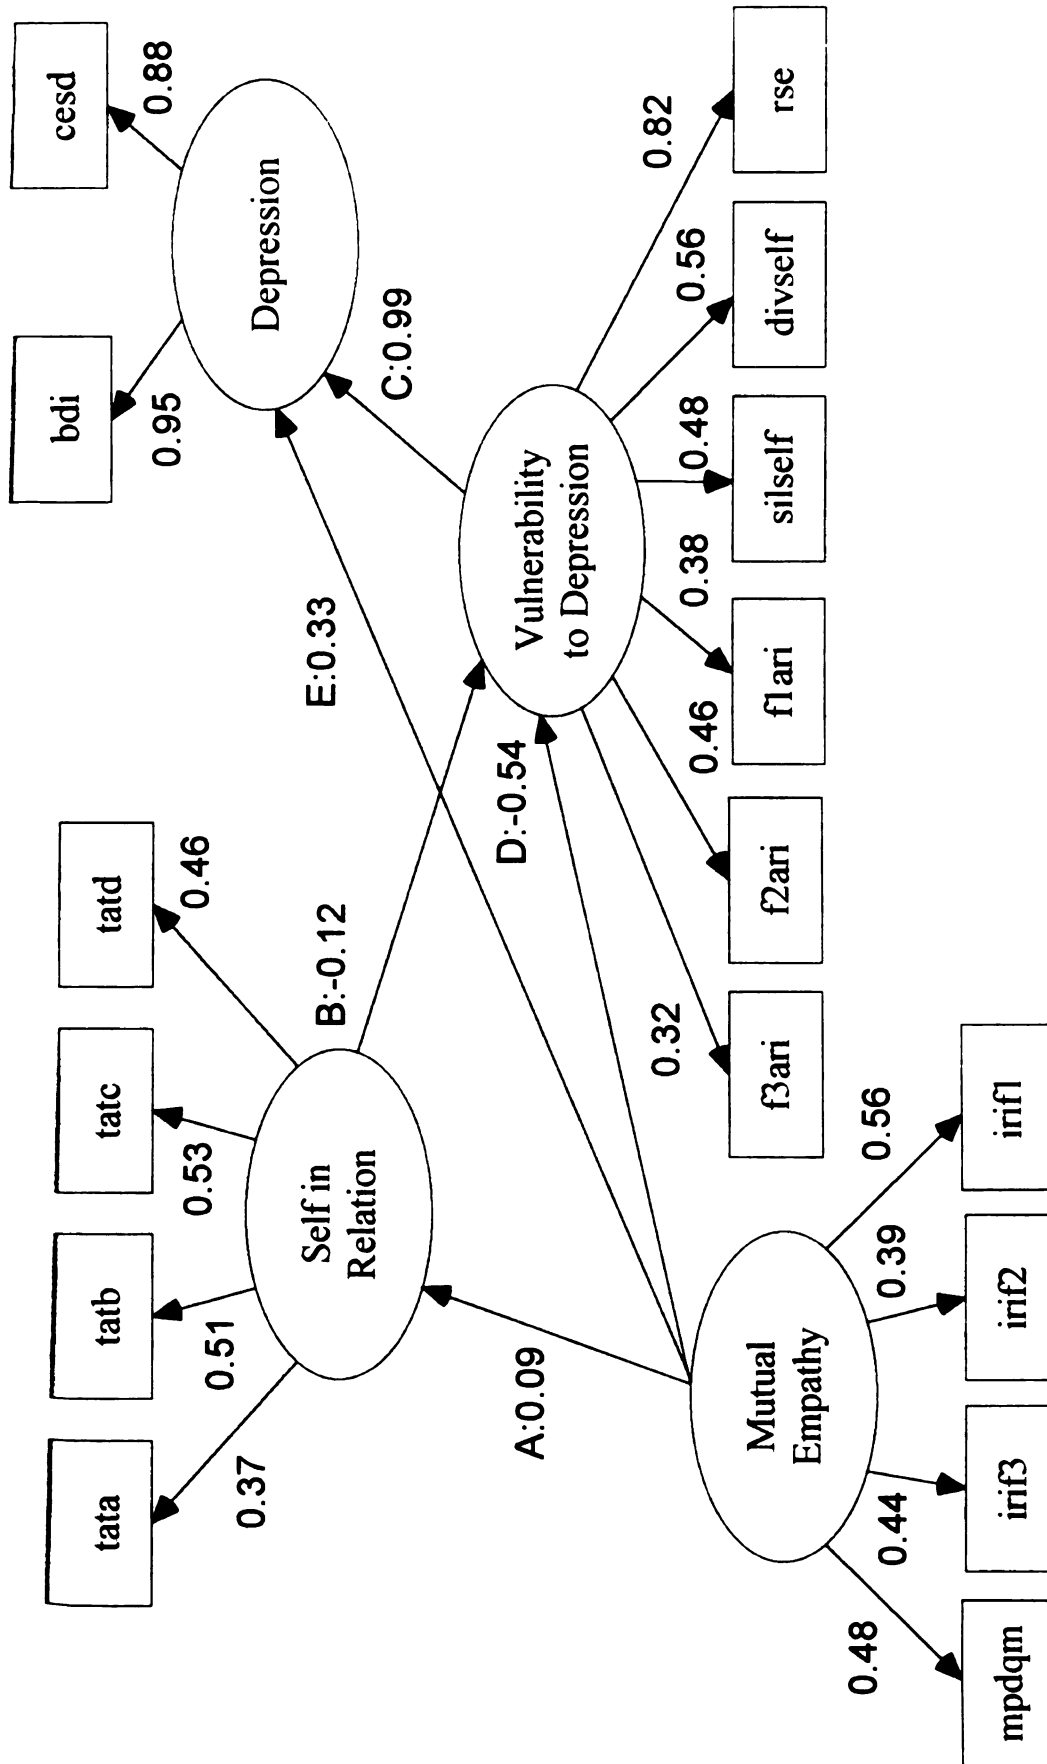 tata
tatb
tatc
tatd
bdi
cesd
0.37
0.51
0.53
0.46
0.95
0.88
Self in
Relation
Depression
B:-0.12
E:0.33
C:0.99
A:0.09
D:-0.54
Vulnerability
to Depression
Mutual
Empathy
0.32
0.46
0.38
0.48
0.56
0.82
f3ari
f2ari
f1ari
silself
divself
rse
0.48
0.44
0.39
0.56
mpdqm
irif3
irif2
irif1